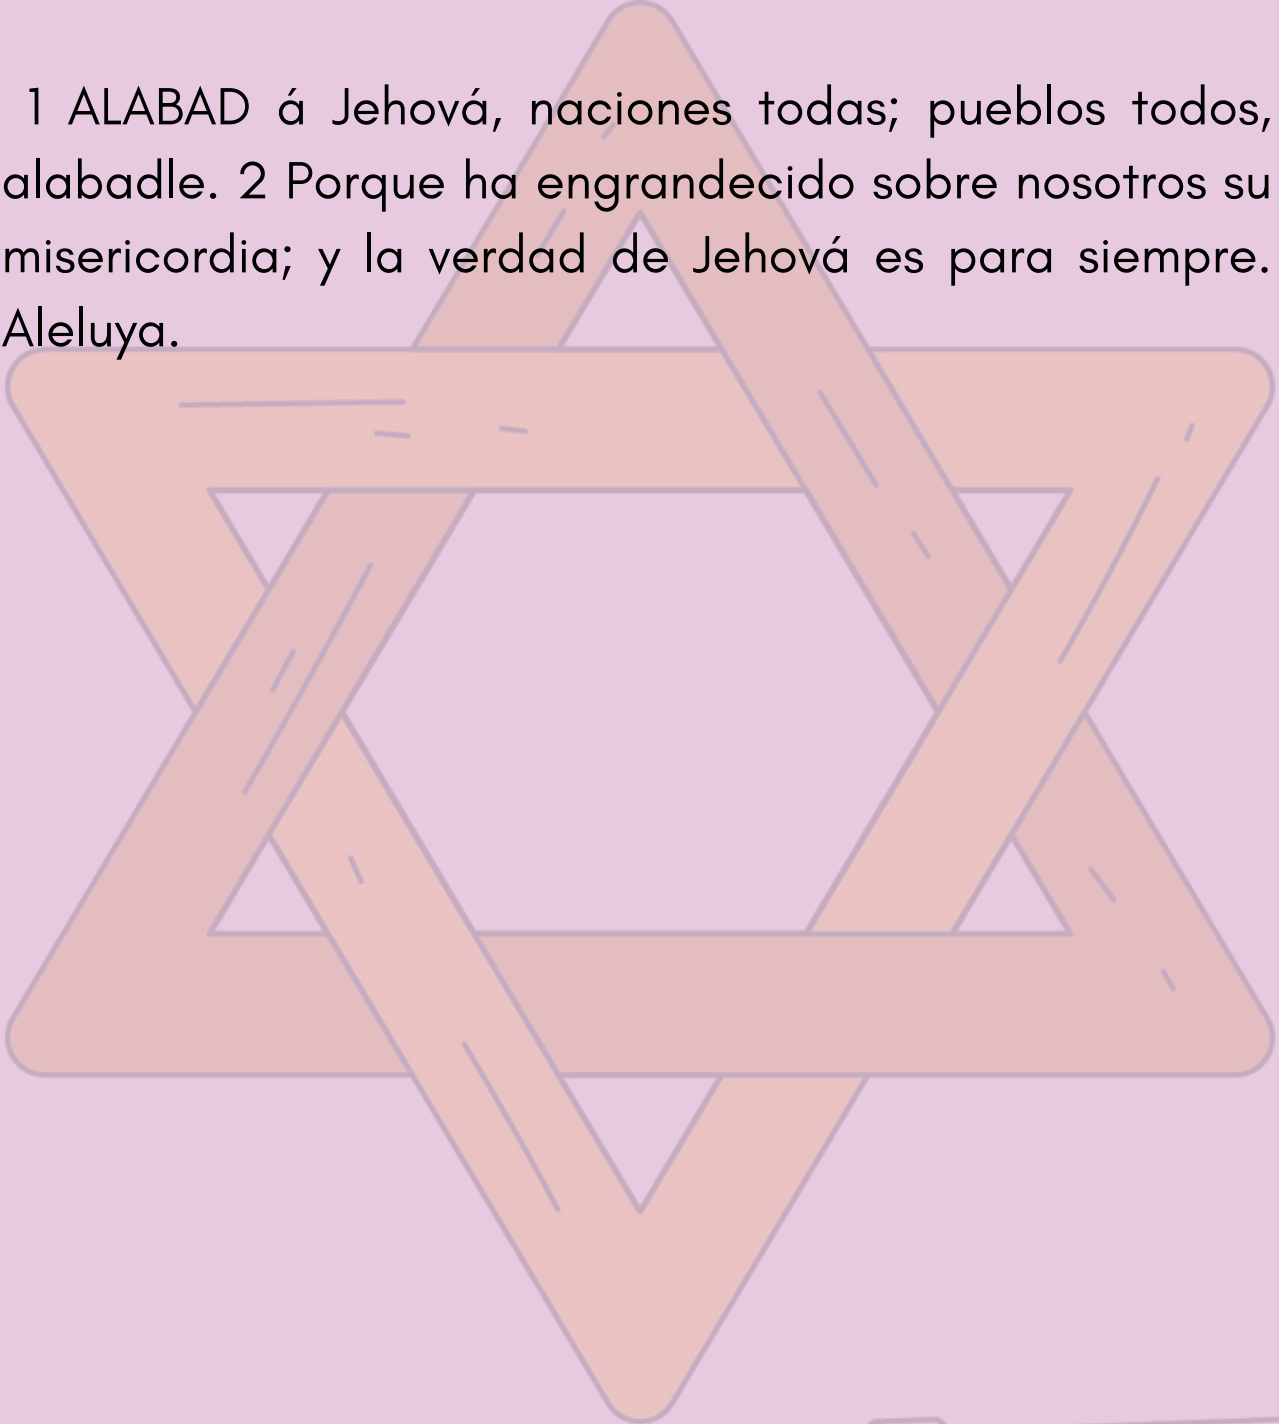 1 ALABAD á Jehová, naciones todas; pueblos todos,
alabadle. 2 Porque ha engrandecido sobre nosotros su
misericordia; y la verdad de Jehová es para siempre.
Aleluya.